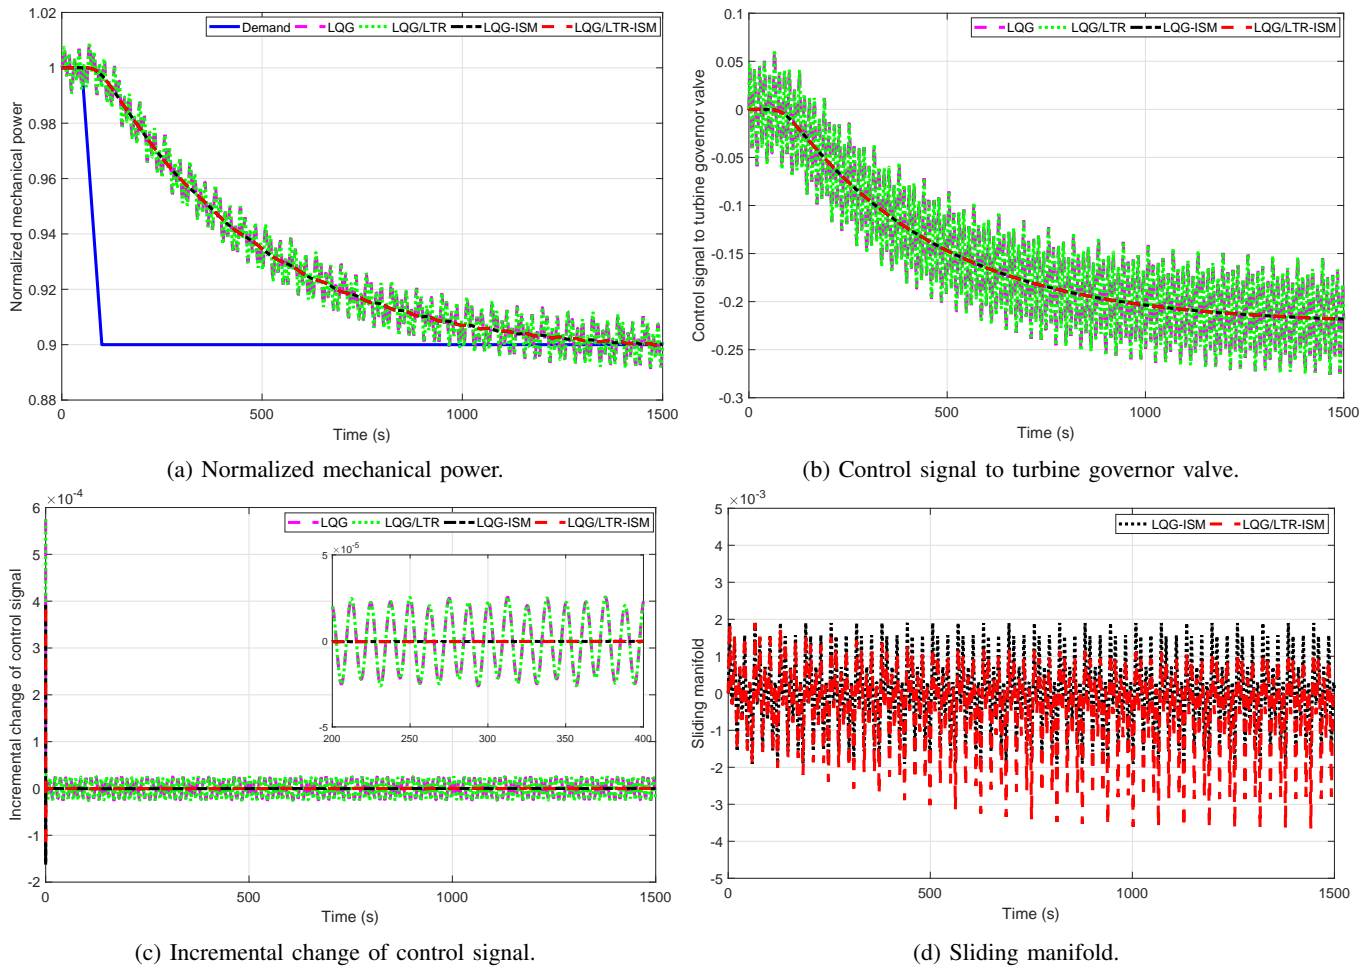 Demand LQG LQG/LTR LQG-ISM LQG/LTR-ISM
1.02
1
0.98
0.96
0.94
0.92
0.9
0.88
Normalized mechanical power
0 500 1000 1500
Time (s)
(a) Normalized mechanical power.
LQG LQG/LTR LQG-ISM LQG/LTR-ISM
0.1
0.05
0
-0.05
-0.1
-0.15
-0.2
-0.25
-0.3
Control signal to turbine governor valve
0 500 1000 1500
Time (s)
(b) Control signal to turbine governor valve.
×10-4
LQG LQG/LTR LQG-ISM LQG/LTR-ISM
6
5
4
3
2
1
0
-1
-2
Incremental change of control signal
×10-5
5
0
-5
200 250 300 350 400
0 500 1000 1500
Time (s)
(c) Incremental change of control signal.
×10-3
LQG-ISM LQG/LTR-ISM
5
4
3
2
1
0
-1
-2
-3
-4
-5
Sliding manifold
0 500 1000 1500
Time (s)
(d) Sliding manifold.